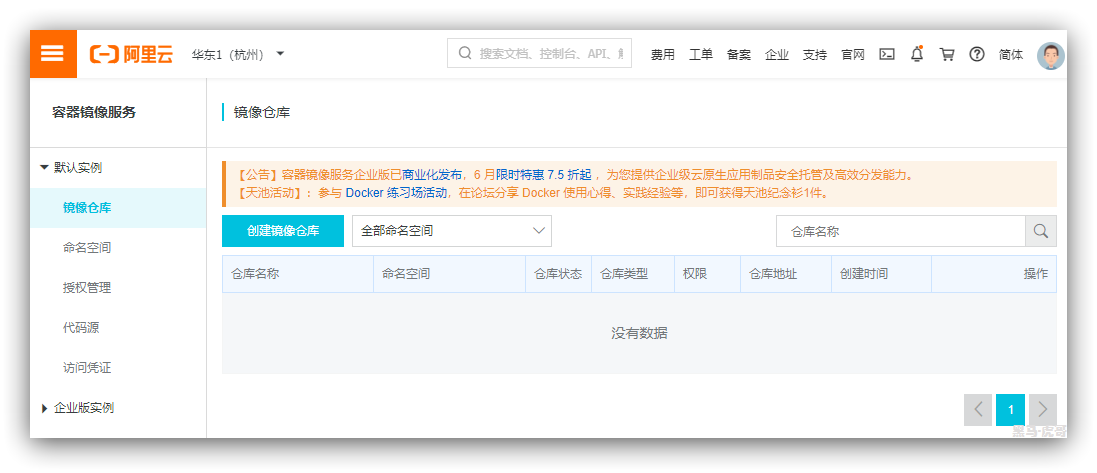 阿里云 华东1（杭州） 搜索文档、控制台、API、 费用 工单 备案 企业 支持 官网 简体
容器镜像服务
镜像仓库
默认实例
镜像仓库
命名空间
授权管理
代码源
访问凭证
企业版实例
【公告】容器镜像服务企业版已商业化发布，6 月限时特惠 7.5 折起 ，为您提供企业级云原生应用制品安全托管及高效分发能力。
【天池活动】：参与 Docker 练习场活动，在论坛分享 Docker 使用心得、实践经验等，即可获得天池纪念衫1件。
创建镜像仓库 全部命名空间 仓库名称
仓库名称 命名空间 仓库状态 仓库类型 权限 仓库地址 创建时间 操作
没有数据
1
黑马·虎哥